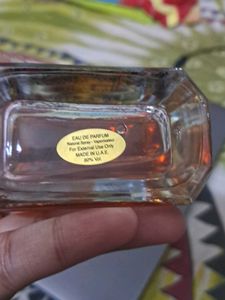 EAU DE PARFUM
Natural Spray - Vaporisateur
For External Use Only
MADE IN U.A.E.
80% Vol.